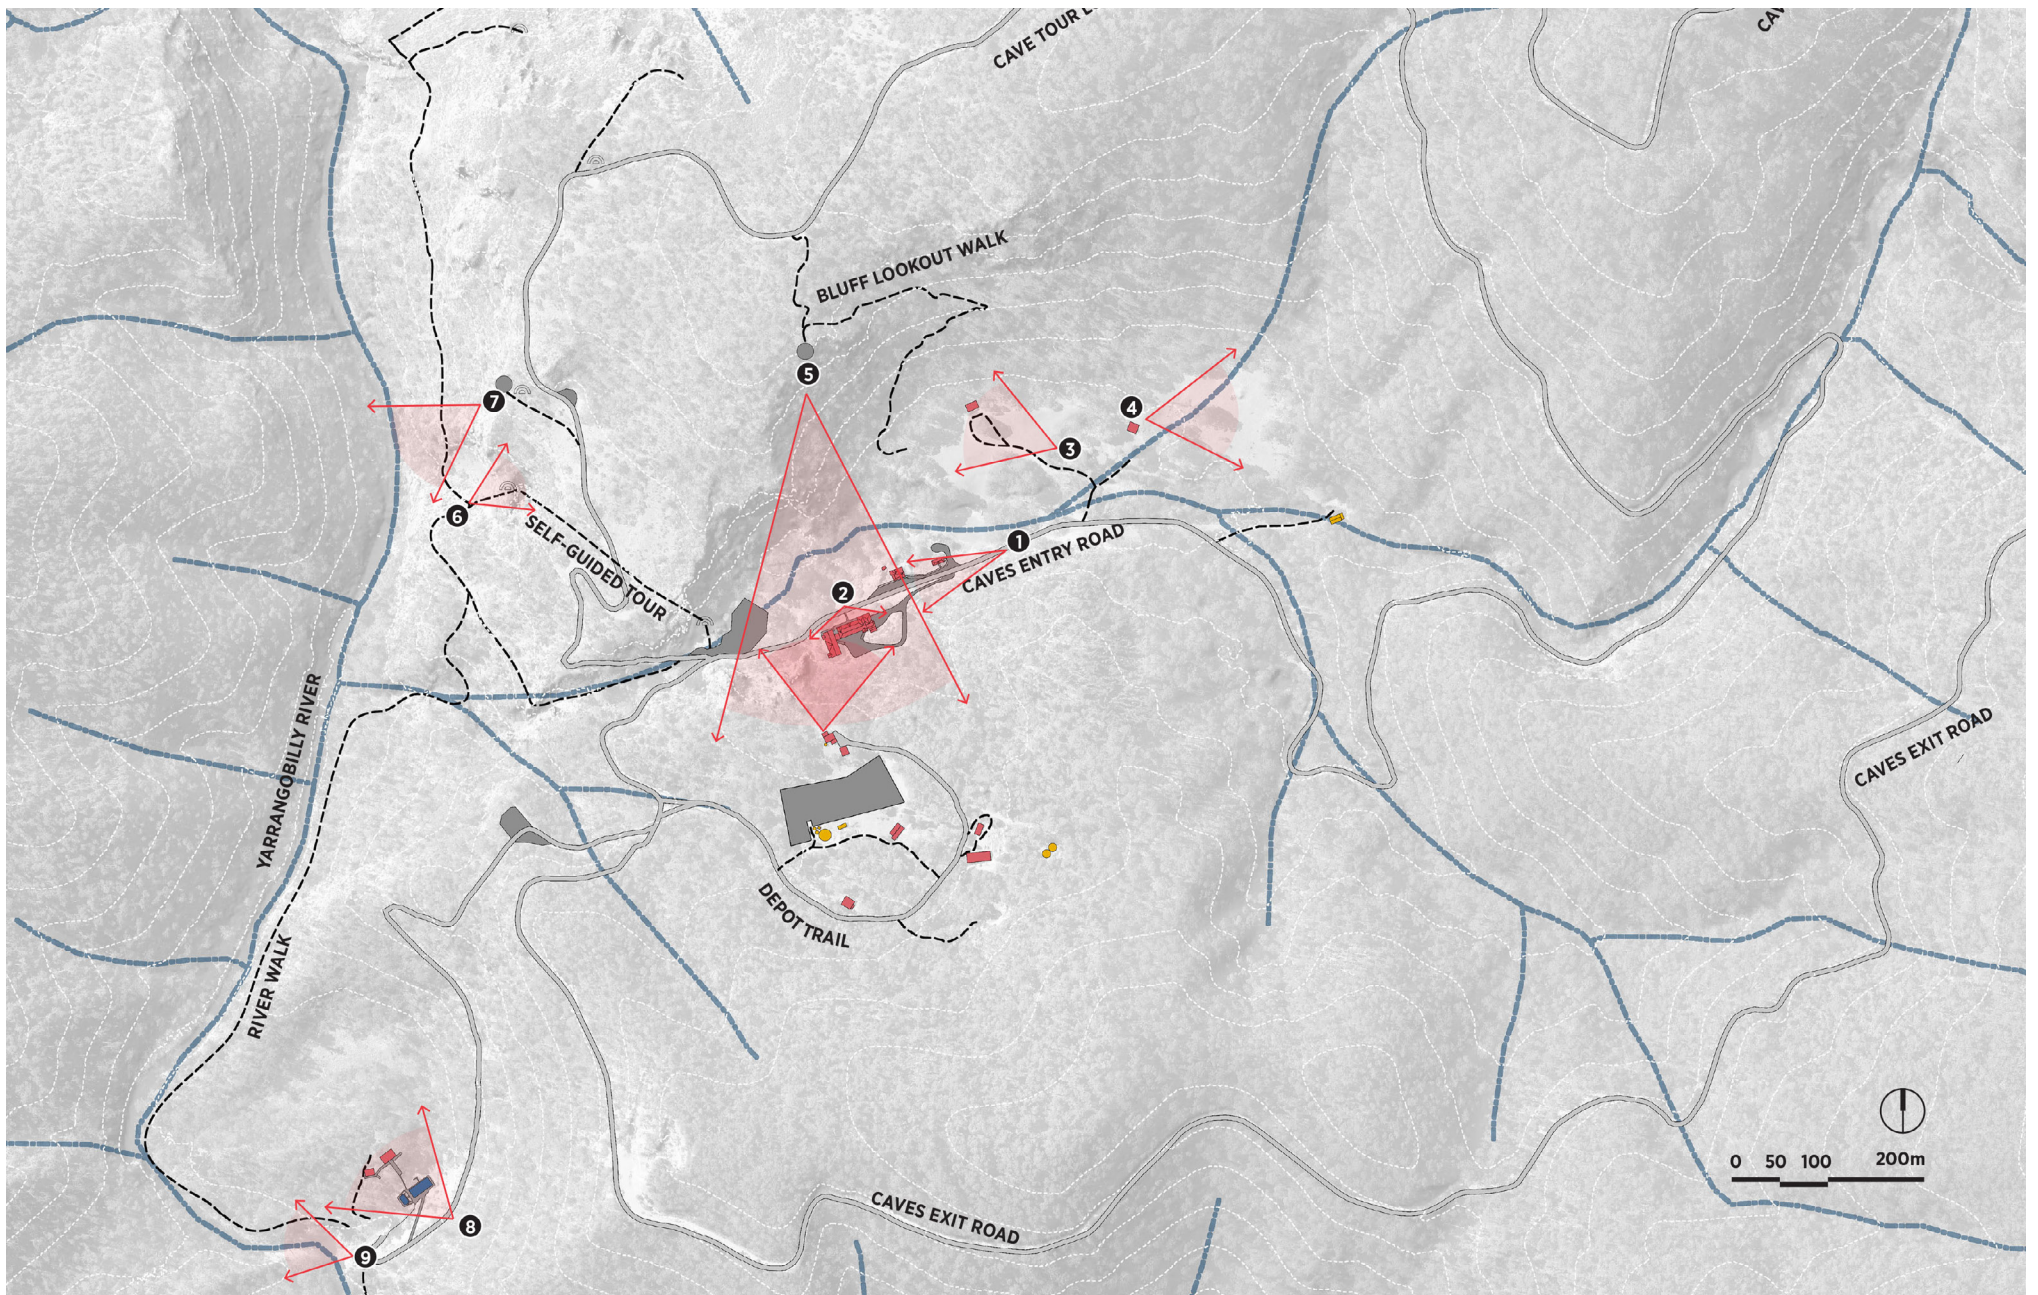 CAVE TOUR
BLUFF LOOKOUT WALK
5
7
4
3
6
SELF-GUIDED TOUR
1
CAVES ENTRY ROAD
2
YARRANGOBILLY RIVER
CAVES EXIT ROAD
DEPOT TRAIL
RIVER WALK
0 50 100 200m
CAVES EXIT ROAD
8
9